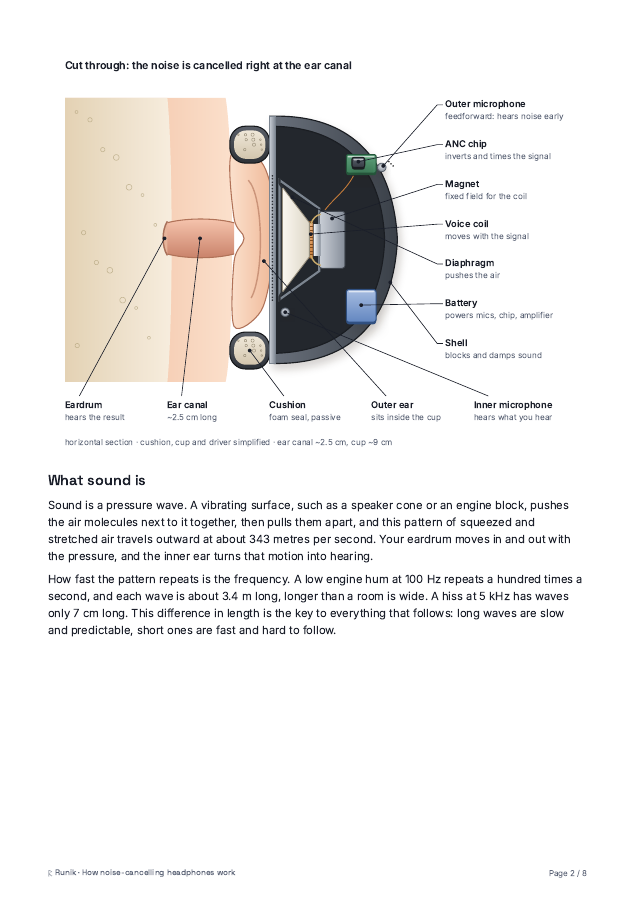 Cut through: the noise is cancelled right at the ear canal
Outer microphone
feedforward: hears noise early
ANC chip
inverts and times the signal
Magnet
fixed field for the coil
Voice coil
moves with the signal
Diaphragm
pushes the air
Battery
powers mics, chip, amplifier
Shell
blocks and damps sound
Eardrum
hears the result
Ear canal
~2.5 cm long
Cushion
foam seal, passive
Outer ear
sits inside the cup
Inner microphone
hears what you hear
horizontal section · cushion, cup and driver simplified · ear canal ~2.5 cm, cup ~9 cm
What sound is
Sound is a pressure wave. A vibrating surface, such as a speaker cone or an engine block, pushes
the air molecules next to it together, then pulls them apart, and this pattern of squeezed and
stretched air travels outward at about 343 metres per second. Your eardrum moves in and out with
the pressure, and the inner ear turns that motion into hearing.
How fast the pattern repeats is the frequency. A low engine hum at 100 Hz repeats a hundred times a
second, and each wave is about 3.4 m long, longer than a room is wide. A hiss at 5 kHz has waves
only 7 cm long. This difference in length is the key to everything that follows: long waves are slow
and predictable, short ones are fast and hard to follow.
Runik · How noise-cancelling headphones work
Page 2 / 8